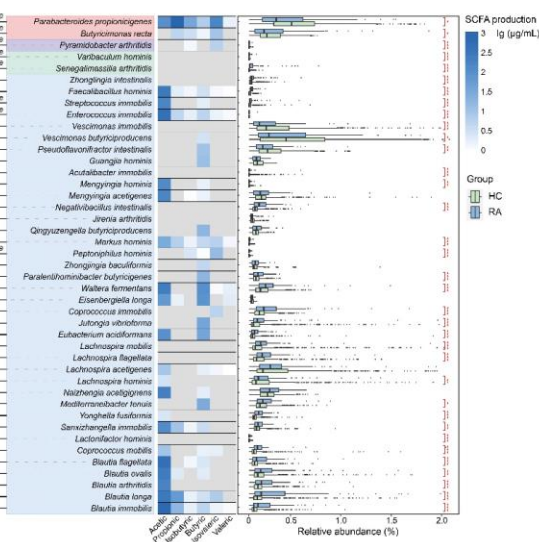 SCFA production
lg (μg/mL)
3
2.5
2
1.5
1
0.5
0
Group
HC
RA
Parabacteroides propionicigenes
Butyricimonas recta
Pyramidobacter arthritidis
Varibaculum hominis
Senegalimassilia arthritidis
Zhonglingia intestinalis
Faecalibacillus hominis
Streptococcus immobilis
Enterococcus immobilis
Vescimonas immobilis
Vescimonas butyriciproducens
Pseudoflavonifractor intestinalis
Guangjia hominis
Acutalibacter immobilis
Mengyingia hominis
Mengyingia acetigenes
Negativibacillus intestinalis
Jirenia arthritidis
Qingyuzengella butyriciproducens
Morkus hominis
Peptoniphilus hominis
Zhongjingia baculiformis
Paralentihominibacter butyricigenes
Waltera fermentans
Eisenbergiella longa
Coprococcus immobilis
Jutongia vibrioforma
Eubacterium acidiformans
Lachnospira mobilis
Lachnospira flagellata
Lachnospira acetigenes
Lachnospira hominis
Naizhengia acetigignens
Mediterraneibacter tenuis
Yonghella fusiformis
Sanxizhangella immobilis
Lactonifactor hominis
Coprococcus mobilis
Blautia flagellata
Blautia ovalis
Blautia arthritidis
Blautia longa
Blautia immobilis
Acetic
Propionic
Isobutyric
Butyric
Isovaleric
Valeric
0
0.5
1.0
1.5
2.0
Relative abundance (%)